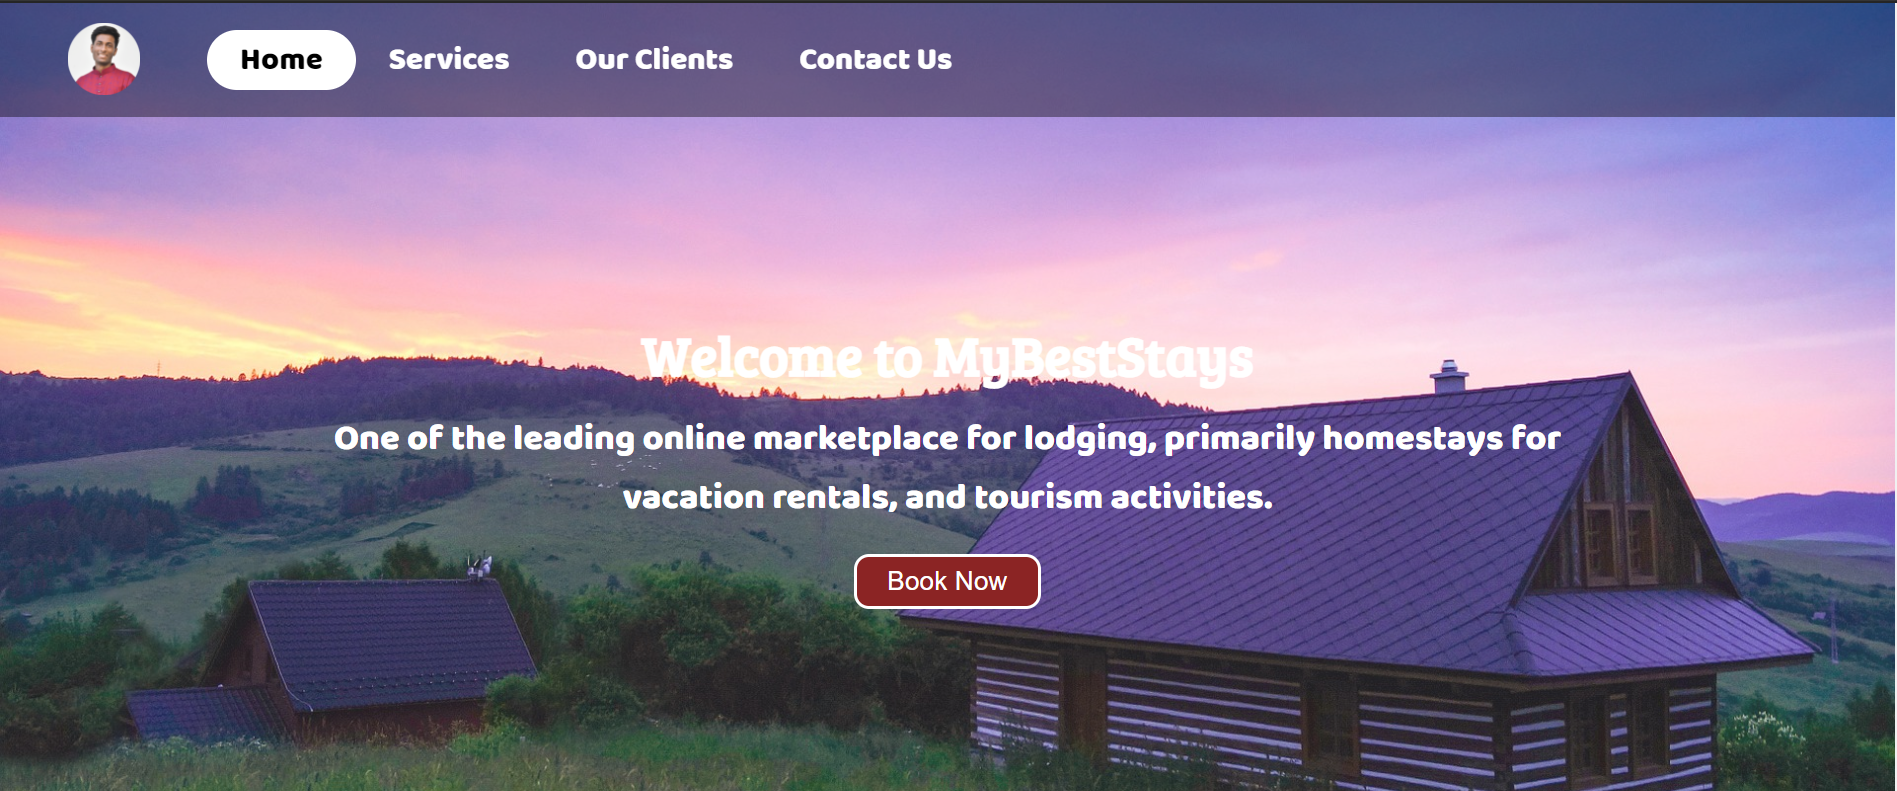 Home Services Our Clients Contact Us
Welcome to MyBestStays
One of the leading online marketplace for lodging, primarily homestays for
vacation rentals, and tourism activities.
Book Now